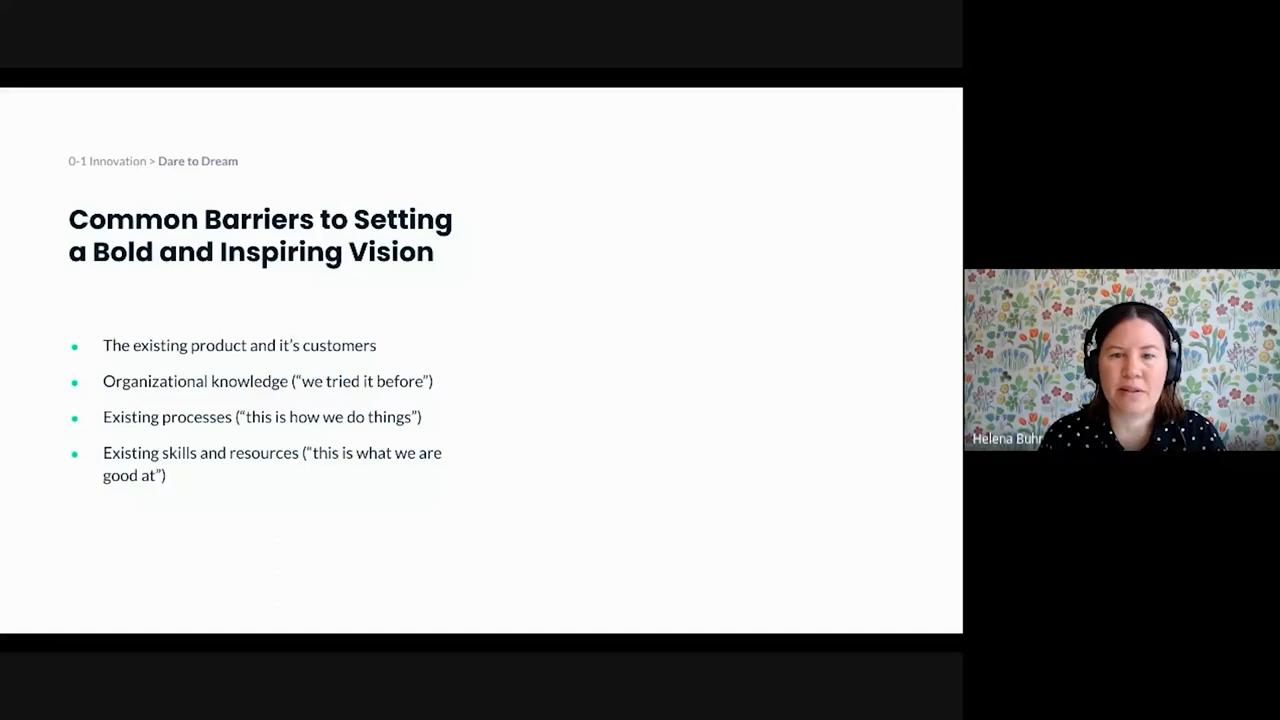 0-1 Innovation > Dare to Dream
Common Barriers to Setting
a Bold and Inspiring Vision
The existing product and it’s customers
Organizational knowledge (“we tried it before”)
Existing processes (“this is how we do things”)
Existing skills and resources (“this is what we are
good at”)
Helena Buhr